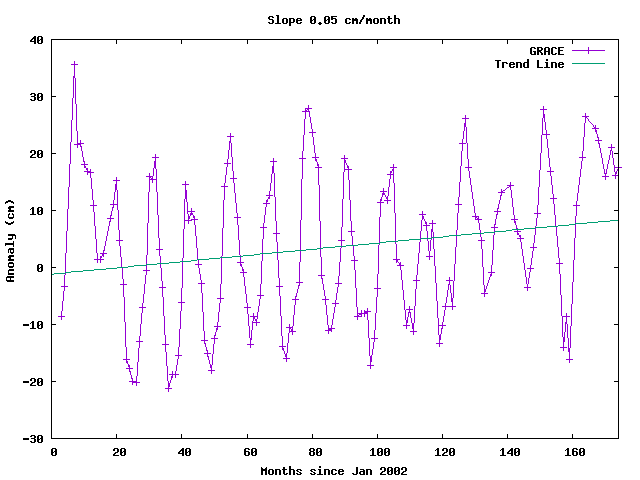 Slope 0.05 cm/month
GRACE
Trend Line
Anomaly (cm)
40
30
20
10
0
-10
-20
-30
0 20 40 60 80 100 120 140 160
Months since Jan 2002